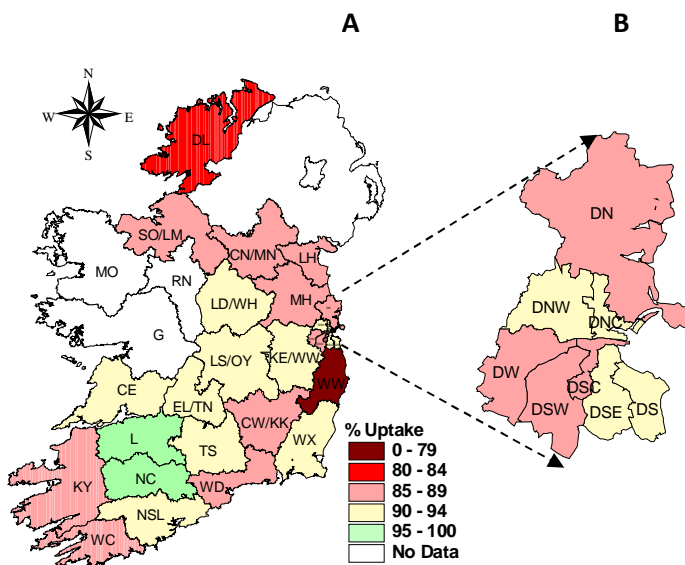 A
B
N
W
E
S
DL
SO/LM
CN/MN
LH
MO
RN
MH
LD/WH
G
LS/OY
KE/WW
WW
CE
EL/TN
CW/KK
L
TS
WX
KY
NC
WD
NSL
WC
DN
DNW
DNC
DW
DSC
DSW
DSE
DS
% Uptake
0 - 79
80 - 84
85 - 89
90 - 94
95 - 100
No Data